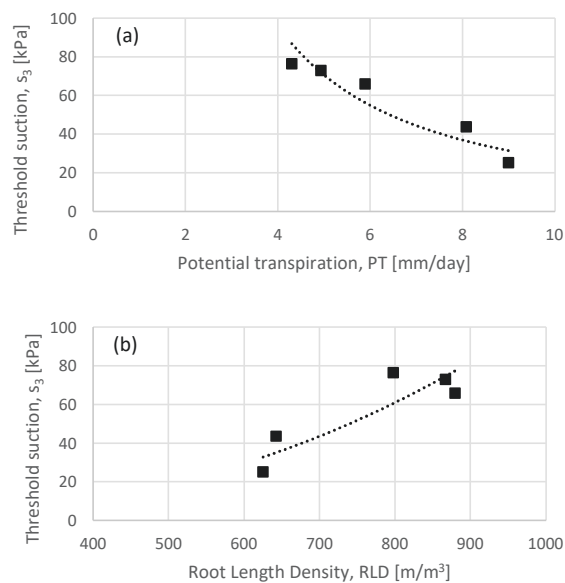 (a)
Threshold suction, s₃ [kPa]
100
80
60
40
20
0
0 2 4 6 8 10
Potential transpiration, PT [mm/day]
(b)
Threshold suction, s₃ [kPa]
100
80
60
40
20
0
400 500 600 700 800 900 1000
Root Length Density, RLD [m/m³]